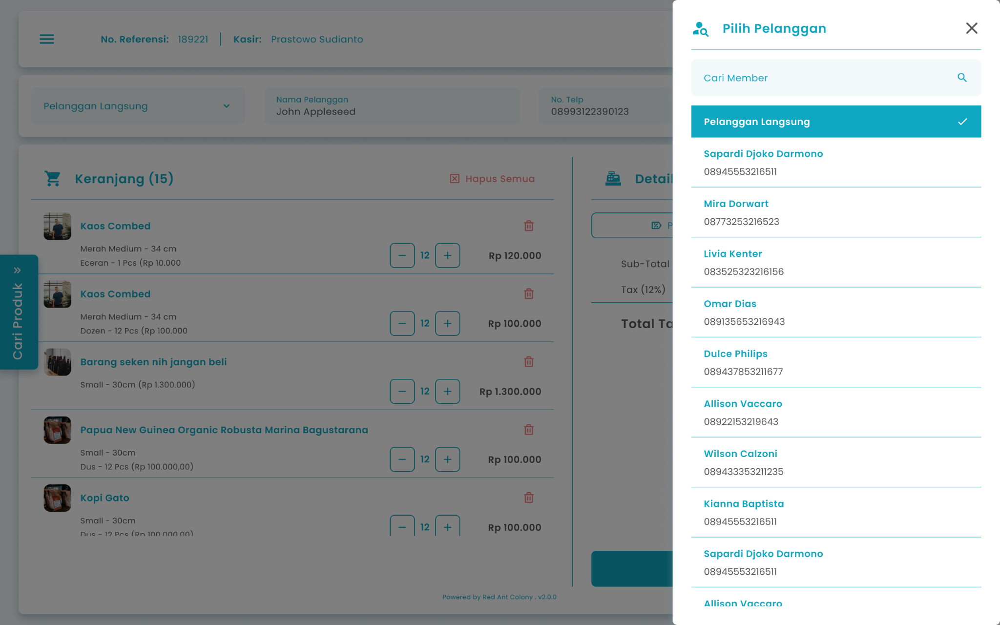 No. Referensi: 189221 Kasir: Prastowo Sudianto
Pelanggan Langsung
Nama Pelanggan
John Appleseed
No. Telp
08993122390123
Keranjang (15)
Hapus Semua
Kaos Combed
Merah Medium - 34 cm
Eceran - 1 Pcs (Rp 10.000
12
Rp 120.000
Kaos Combed
Merah Medium - 34 cm
Dozen - 12 Pcs (Rp 100.000
12
Rp 100.000
Barang seken nih jangan beli
Small - 30cm (Rp 1.300.000)
12
Rp 1.300.000
Papua New Guinea Organic Robusta Marina Bagustarana
Small - 30cm
Dus - 12 Pcs (Rp 100.000,00)
12
Rp 100.000
Kopi Gato
Small - 30cm
Dus - 12 Pcs (Rp 100.000,00)
12
Rp 100.000
Cari Produk
Detail
P
Sub-Total
Tax (12%)
Total Ta
Powered by Red Ant Colony . v2.0.0
Pilih Pelanggan
Cari Member
Pelanggan Langsung
Sapardi Djoko Darmono
08945553216511
Mira Dorwart
08773253216523
Livia Kenter
083525323216156
Omar Dias
089135653216943
Dulce Philips
089437853211677
Allison Vaccaro
08922153219643
Wilson Calzoni
089433353211235
Kianna Baptista
08945553216511
Sapardi Djoko Darmono
08945553216511
Allison Vaccaro